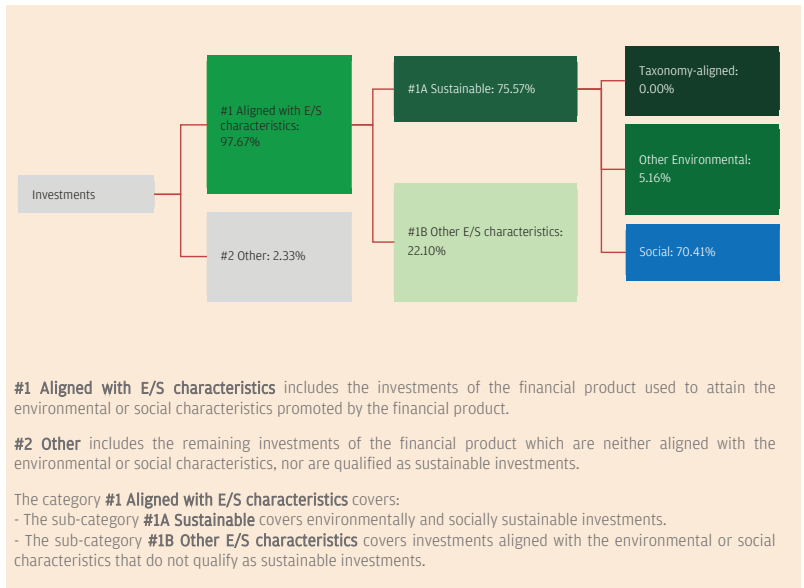 Investments
#1 Aligned with E/S
characteristics:
97.67%
#2 Other: 2.33%
#1A Sustainable: 75.57%
#1B Other E/S characteristics:
22.10%
Taxonomy-aligned:
0.00%
Other Environmental:
5.16%
Social: 70.41%
#1 Aligned with E/S characteristics includes the investments of the financial product used to attain the
environmental or social characteristics promoted by the financial product.
#2 Other includes the remaining investments of the financial product which are neither aligned with the
environmental or social characteristics, nor are qualified as sustainable investments.
The category #1 Aligned with E/S characteristics covers:
- The sub-category #1A Sustainable covers environmentally and socially sustainable investments.
- The sub-category #1B Other E/S characteristics covers investments aligned with the environmental or social
characteristics that do not qualify as sustainable investments.